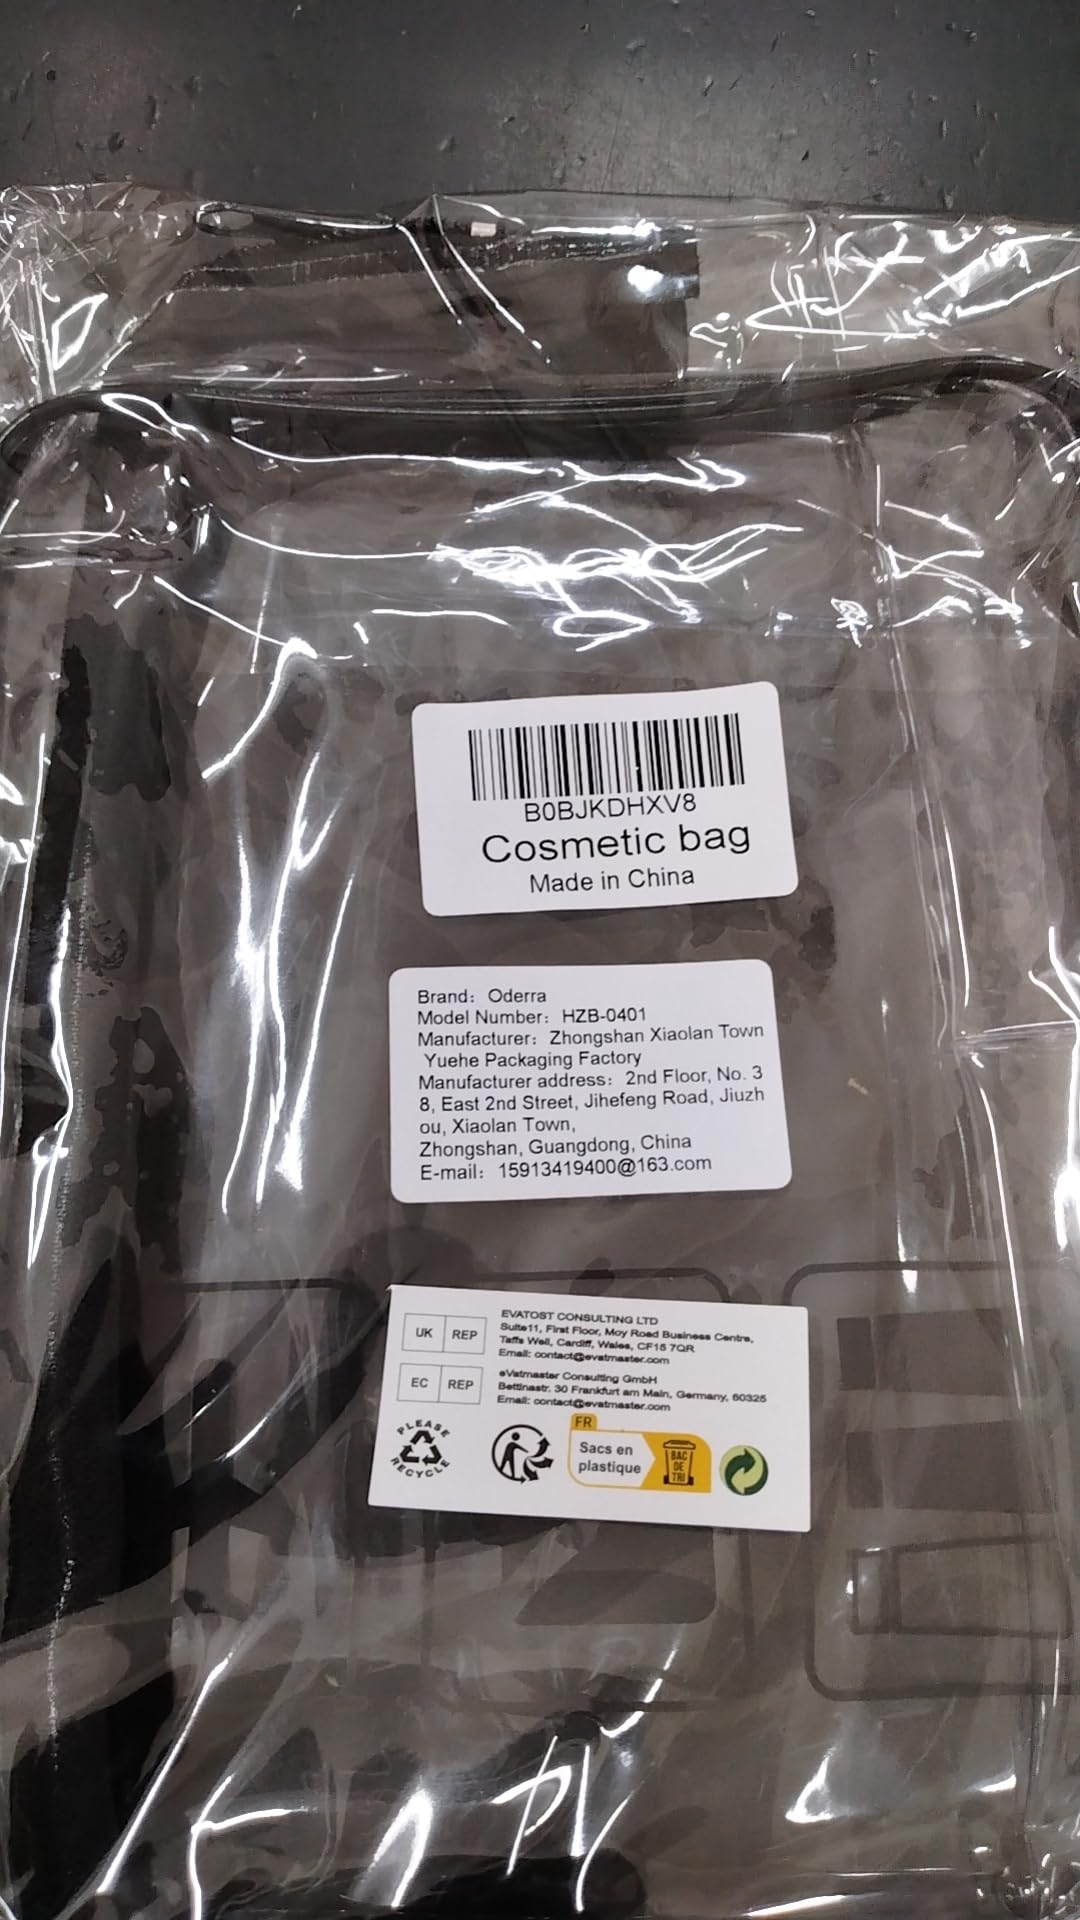 B0BJKDHXV8
Cosmetic bag
Made in China
Brand： Oderra
Model Number： HZB-0401
Manufacturer： Zhongshan Xiaolan Town
Yuehe Packaging Factory
Manufacturer address： 2nd Floor, No. 3
8, East 2nd Street, Jihefeng Road, Jiuzh
ou, Xiaolan Town,
Zhongshan, Guangdong, China
E-mail： 15913419400@163.com
UK REP
EVATOST CONSULTING LTD
Suite11, First Floor, Moy Road Business Centre,
Taffs Well, Cardiff, Wales, CF15 7QR
Email: contact@evatmaster.com
EC REP
eVatmaster Consulting GmbH
Bettinastr. 30 Frankfurt am Main, Germany, 60325
Email: contact@evatmaster.com
PLEASE
RECYCLE
FR
Sacs en
plastique
BAC
DE
TRI